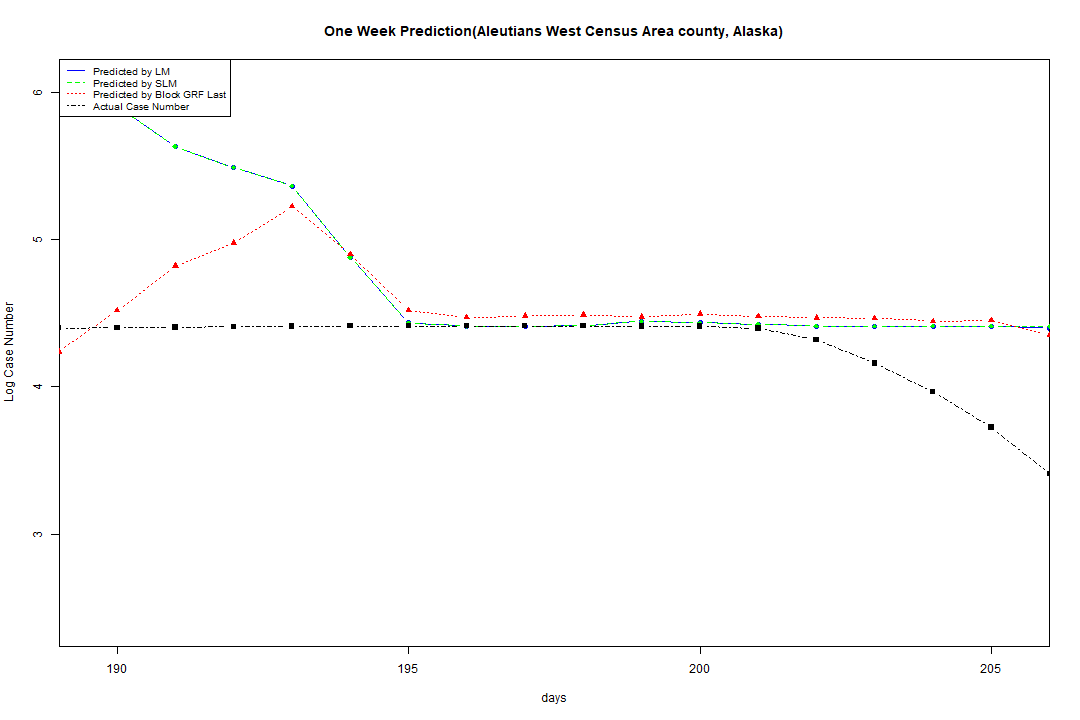 One Week Prediction(Aleutians West Census Area county, Alaska)
Predicted by LM
Predicted by SLM
Predicted by Block GRF Last
Actual Case Number
6
5
4
3
Log Case Number
190
195
200
205
days